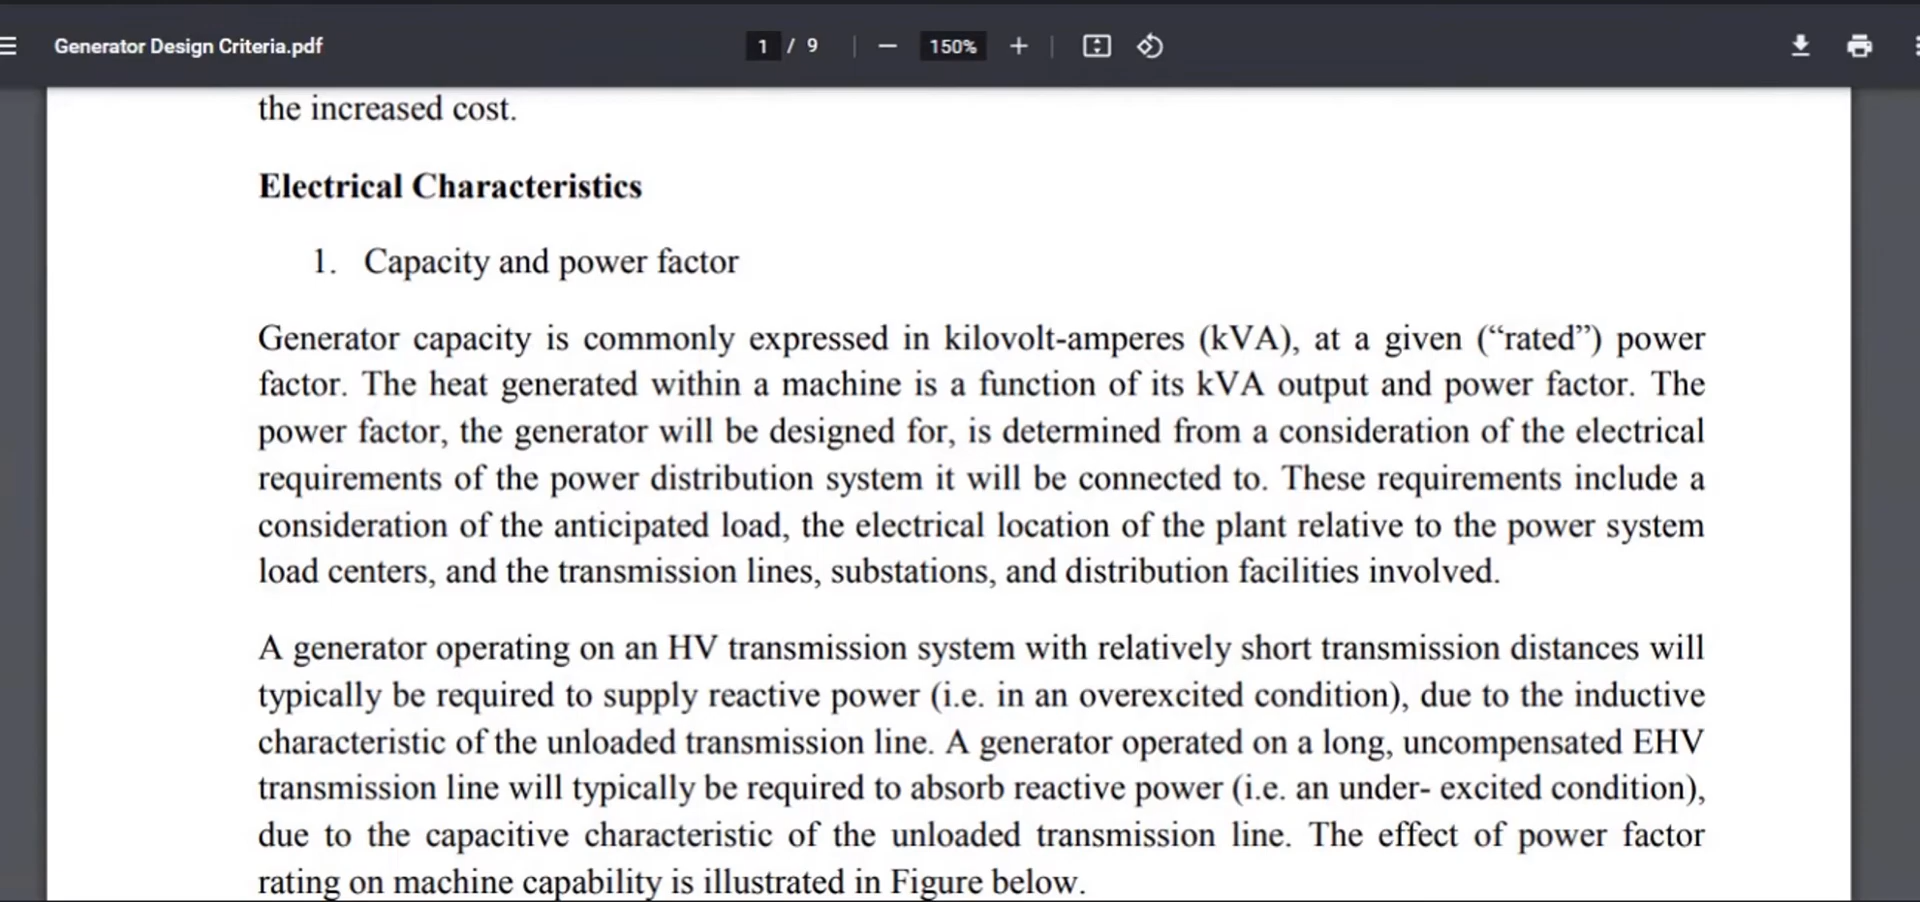 Generator Design Criteria.pdf
1 / 9
150%
the increased cost.
Electrical Characteristics
1. Capacity and power factor
Generator capacity is commonly expressed in kilovolt-amperes (kVA), at a given (“rated”) power
factor. The heat generated within a machine is a function of its kVA output and power factor. The
power factor, the generator will be designed for, is determined from a consideration of the electrical
requirements of the power distribution system it will be connected to. These requirements include a
consideration of the anticipated load, the electrical location of the plant relative to the power system
load centers, and the transmission lines, substations, and distribution facilities involved.
A generator operating on an HV transmission system with relatively short transmission distances will
typically be required to supply reactive power (i.e. in an overexcited condition), due to the inductive
characteristic of the unloaded transmission line. A generator operated on a long, uncompensated EHV
transmission line will typically be required to absorb reactive power (i.e. an under- excited condition),
due to the capacitive characteristic of the unloaded transmission line. The effect of power factor
rating on machine capability is illustrated in Figure below.